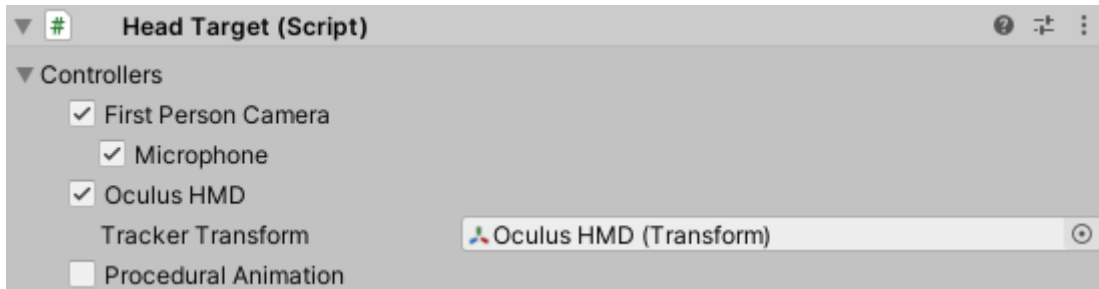 # Head Target (Script)
Controllers
First Person Camera
Microphone
Oculus HMD
Tracker Transform Oculus HMD (Transform)
Procedural Animation